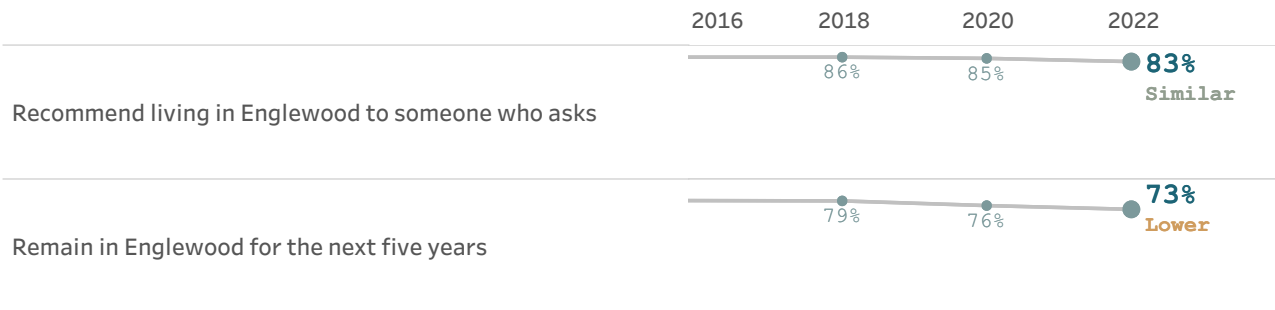 2016 2018 2020 2022
86% 85% 83%
Similar
Recommend living in Englewood to someone who asks
79% 76% 73%
Lower
Remain in Englewood for the next five years